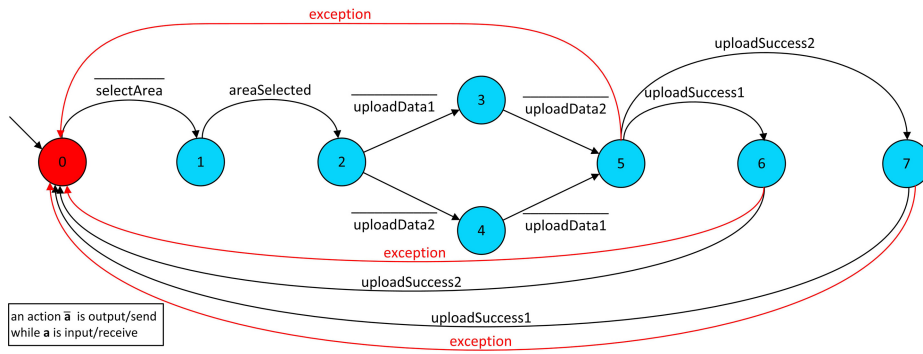 exception
uploadSuccess2
selectArea
areaSelected
uploadData1
uploadData2
uploadSuccess1
3
0
1
2
5
6
7
4
uploadData2
uploadData1
exception
uploadSuccess2
uploadSuccess1
exception
an action a̅ is output/send
while a is input/receive